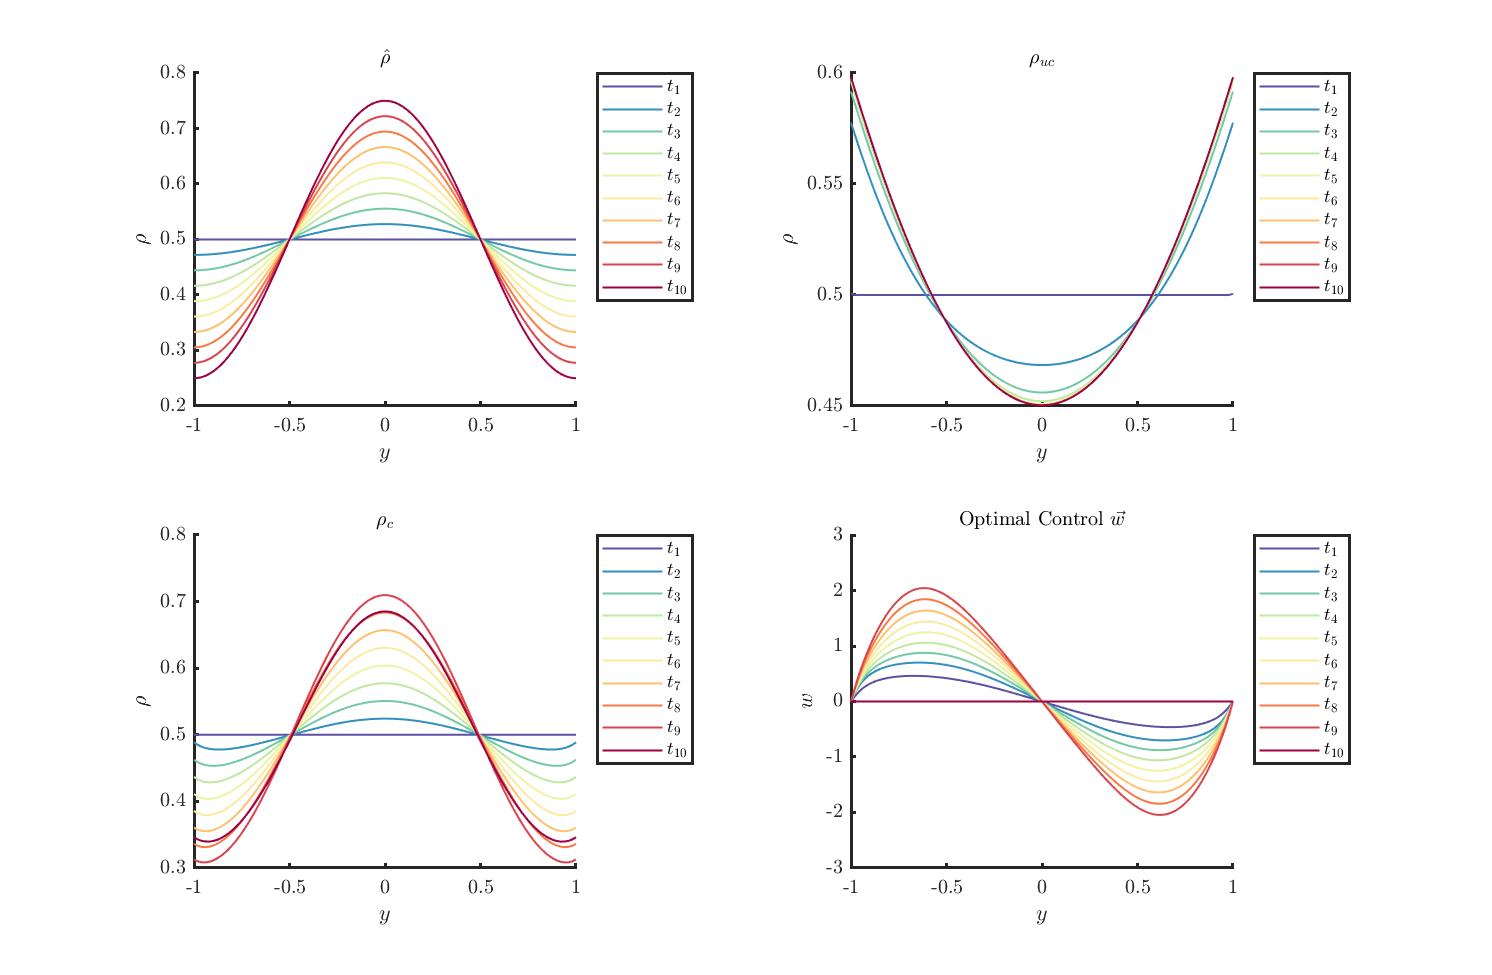 ρ̂
0.8
0.7
0.6
0.5
0.4
0.3
0.2
ρ
-1 -0.5 0 0.5 1
y
t₁
t₂
t₃
t₄
t₅
t₆
t₇
t₈
t₉
t₁₀
ρ_uc
0.6
0.55
0.5
0.45
ρ
-1 -0.5 0 0.5 1
y
t₁
t₂
t₃
t₄
t₅
t₆
t₇
t₈
t₉
t₁₀
ρ_c
0.8
0.7
0.6
0.5
0.4
0.3
ρ
-1 -0.5 0 0.5 1
y
t₁
t₂
t₃
t₄
t₅
t₆
t₇
t₈
t₉
t₁₀
Optimal Control w⃗
3
2
1
0
-1
-2
-3
w
-1 -0.5 0 0.5 1
y
t₁
t₂
t₃
t₄
t₅
t₆
t₇
t₈
t₉
t₁₀